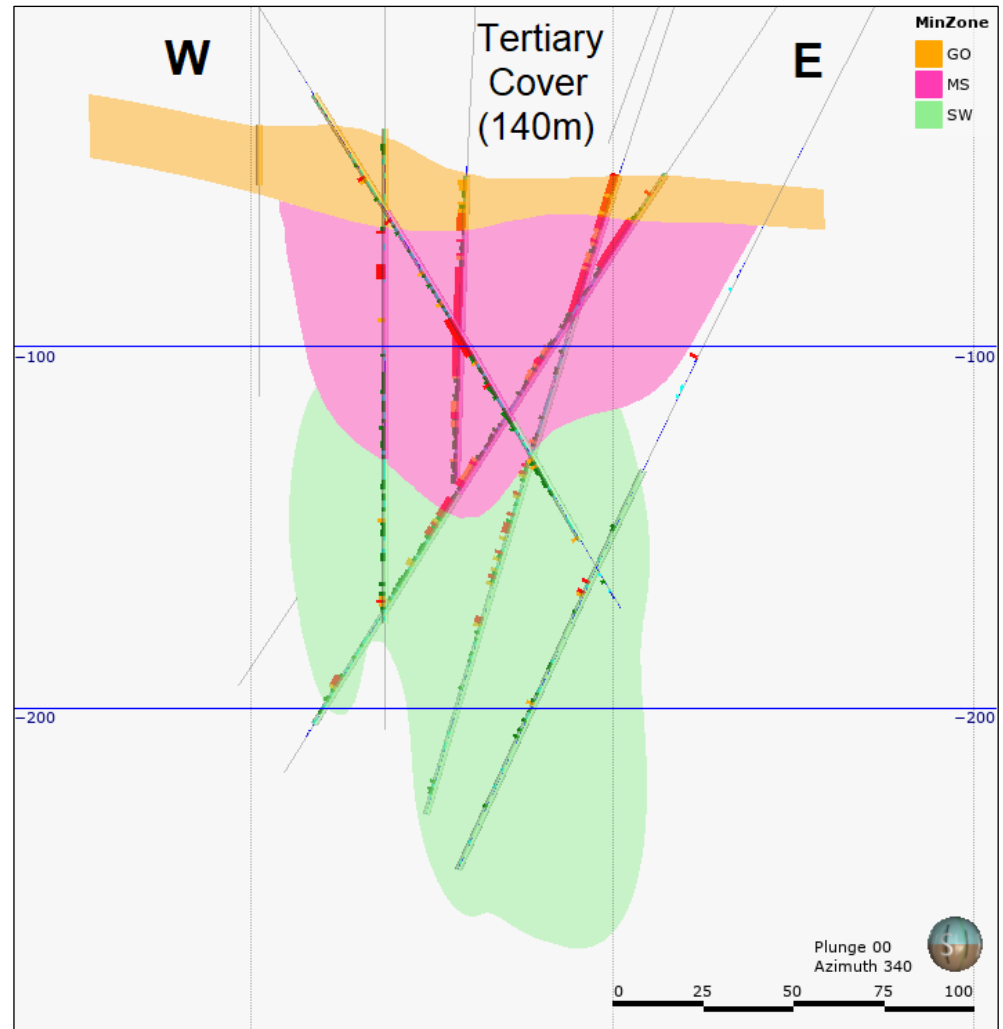 W
Tertiary
Cover
(140m)
E
MinZone
GO
MS
SW
−100
−100
−200
−200
Plunge 00
Azimuth 340
S
0 25 50 75 100